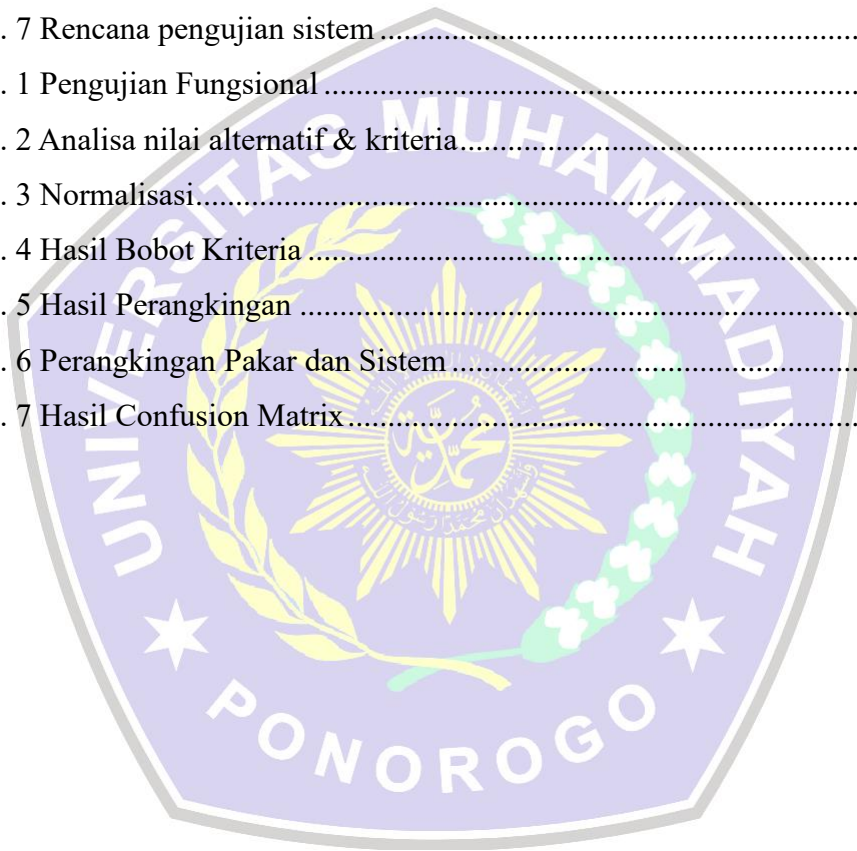 . 7 Rencana pengujian sistem
. 1 Pengujian Fungsional
. 2 Analisa nilai alternatif & kriteria
. 3 Normalisasi
. 4 Hasil Bobot Kriteria
. 5 Hasil Perangkingan
. 6 Perangkingan Pakar dan Sistem
. 7 Hasil Confusion Matrix
UNIVERSITAS MUHAMMADIYAH
PONOROGO